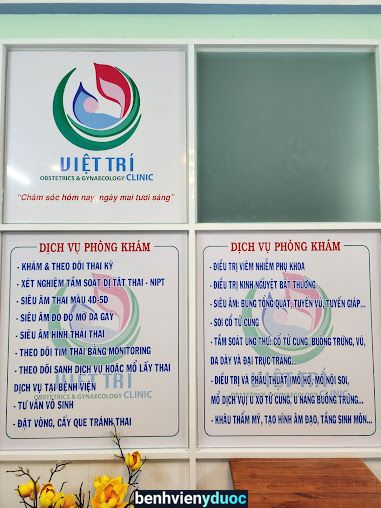 VIỆT TRÍ
OBSTETRICS & GYNAECOLOGY CLINIC
"Chăm sóc hôm nay, ngày mai tươi sáng"
DỊCH VỤ PHÒNG KHÁM
- KHÁM & THEO DÕI THAI KỲ
- XÉT NGHIỆM TẦM SOÁT DỊ TẬT THAI - NIPT
- SIÊU ÂM THAI MÀU 4D-5D
- SIÊU ÂM ĐO ĐỘ MỜ DA GÁY
- SIÊU ÂM HÌNH THÁI THAI
- THEO DÕI TIM THAI BẰNG MONITORING
- THEO DÕI SANH DỊCH VỤ HOẶC MỔ LẤY THAI
DỊCH VỤ TẠI BỆNH VIỆN
- TƯ VẤN VÔ SINH
- ĐẶT VÒNG, CẤY QUE TRÁNH THAI
VIỆT TRÍ
OBSTETRICS & GYNAECOLOGY CLINIC
DỊCH VỤ PHÒNG KHÁM
- ĐIỀU TRỊ VIÊM NHIỄM PHỤ KHOA
- ĐIỀU TRỊ KINH NGUYỆT BẤT THƯỜNG
- SIÊU ÂM: BỤNG TỔNG QUÁT, TUYẾN VÚ, TUYẾN GIÁP...
- SOI CỔ TỬ CUNG
- TẦM SOÁT UNG THƯ: CỔ TỬ CUNG, BUỒNG TRỨNG, VÚ,
DẠ DÀY VÀ ĐẠI TRỰC TRÀNG...
- ĐIỀU TRỊ VÀ PHẪU THUẬT (MỔ HỞ, MỔ NỘI SOI,
MỔ DỊCH VỤ) U XƠ TỬ CUNG, U NANG BUỒNG TRỨNG...
- KHÂU THẨM MỸ, TẠO HÌNH ÂM ĐẠO, TẦNG SINH MÔN...
VIỆT TRÍ
CLINIC
benhvienyduoc